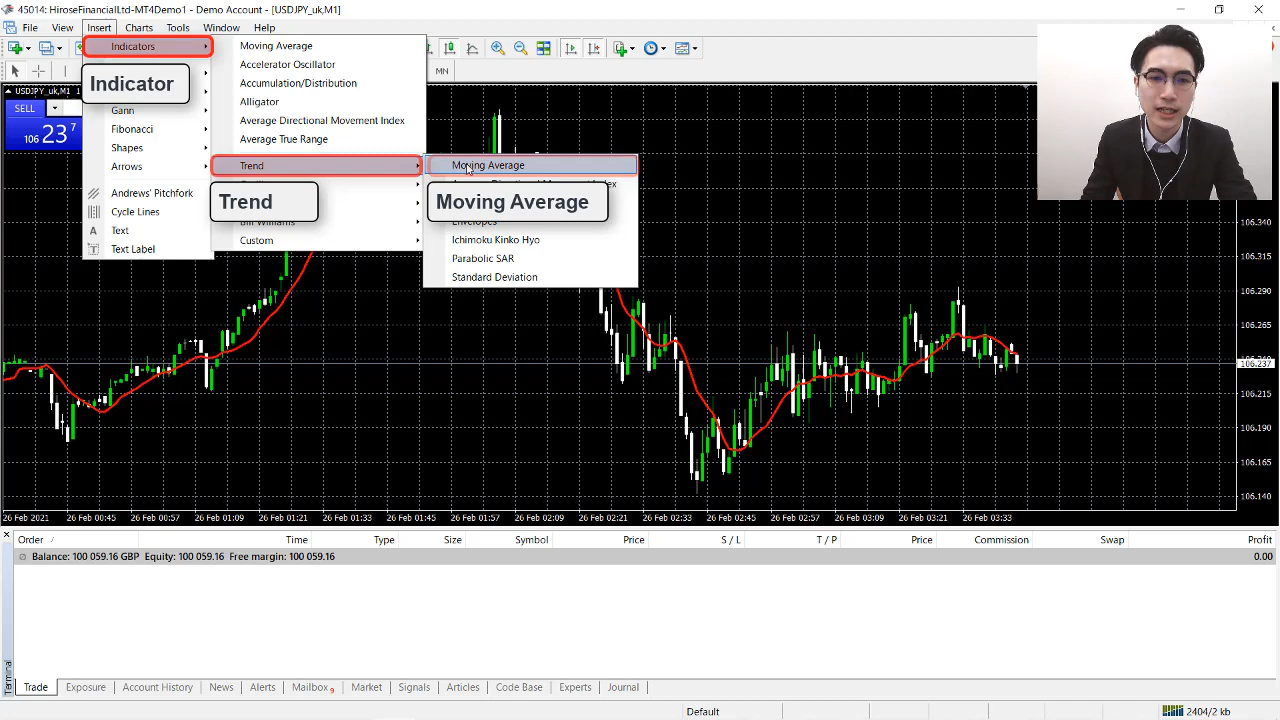 45014: HiroseFinancialLtd-MT4Demo1 - Demo Account - [USDJPY_uk,M1]
File View Insert Charts Tools Window Help
Indicators
Indicator
Gann
Fibonacci
Shapes
Arrows
Andrews' Pitchfork
Cycle Lines
Text
Text Label
Moving Average
Accelerator Oscillator
Accumulation/Distribution
Alligator
Average Directional Movement Index
Average True Range
Trend
Trend
Bill Williams
Custom
Moving Average
Moving Average
Envelopes
Ichimoku Kinko Hyo
Parabolic SAR
Standard Deviation
MN
USDJPY_uk,M1
SELL
106 23 7
106.290
106.265
106.237
106.215
106.190
106.165
106.140
26 Feb 2021 26 Feb 00:45 26 Feb 00:57 26 Feb 01:09 26 Feb 01:21 26 Feb 01:33 26 Feb 01:45 26 Feb 01:57 26 Feb 02:09 26 Feb 02:21 26 Feb 02:33 26 Feb 02:45 26 Feb 02:57 26 Feb 03:09 26 Feb 03:21 26 Feb 03:33
Order Time Type Size Symbol Price S / L T / P Price Commission Swap Profit
Balance: 100 059.16 GBP Equity: 100 059.16 Free margin: 100 059.16 0.00
Terminal
Trade Exposure Account History News Alerts Mailbox 9 Market Signals Articles Code Base Experts Journal
Default 2404/2 kb